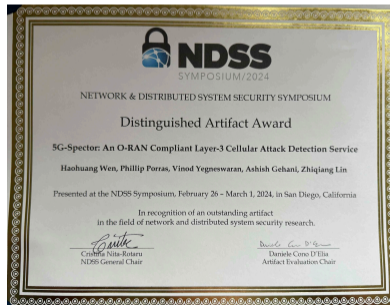 NDSS
SYMPOSIUM/2024
NETWORK & DISTRIBUTED SYSTEM SECURITY SYMPOSIUM
Distinguished Artifact Award
5G-Spector: An O-RAN Compliant Layer-3 Cellular Attack Detection Service
Haohuang Wen, Phillip Porras, Vinod Yegneswaran, Ashish Gehani, Zhiqiang Lin
Presented at the NDSS Symposium, February 26 – March 1, 2024, in San Diego, California
In recognition of an outstanding artifact
in the field of network and distributed system security research.
Cristina Nita-Rotaru
NDSS General Chair
Daniele Cono D'Elia
Artifact Evaluation Chair